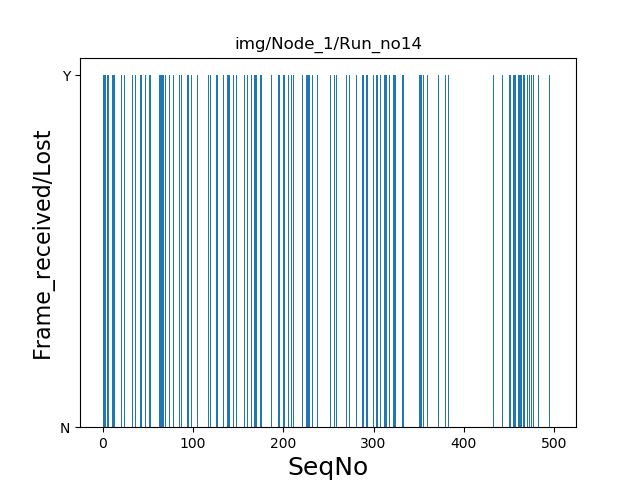 img/Node_1/Run_no14
Y
Frame_received/Lost
N
0 100 200 300 400 500
SeqNo